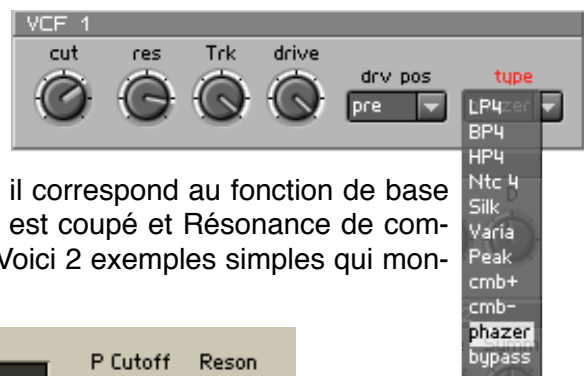 VCF 1
cut res Trk drive
drv pos type
pre LP4
BP4
HP4
Ntc 4
Silk
Varia
Peak
cmb+
cmb-
phazer
bypass
il correspond au fonction de base
est coupé et Résonance de com-
Voici 2 exemples simples qui mon-
P Cutoff Reson